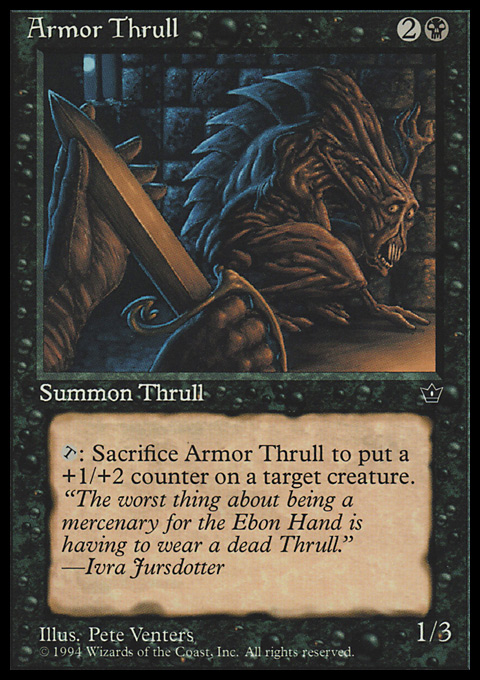 Armor Thrull
2
Summon Thrull
T: Sacrifice Armor Thrull to put a
+1/+2 counter on a target creature.
“The worst thing about being a
mercenary for the Ebon Hand is
having to wear a dead Thrull.”
—Ivra Jursdotter
Illus. Pete Venters
1/3
© 1994 Wizards of the Coast, Inc. All rights reserved.